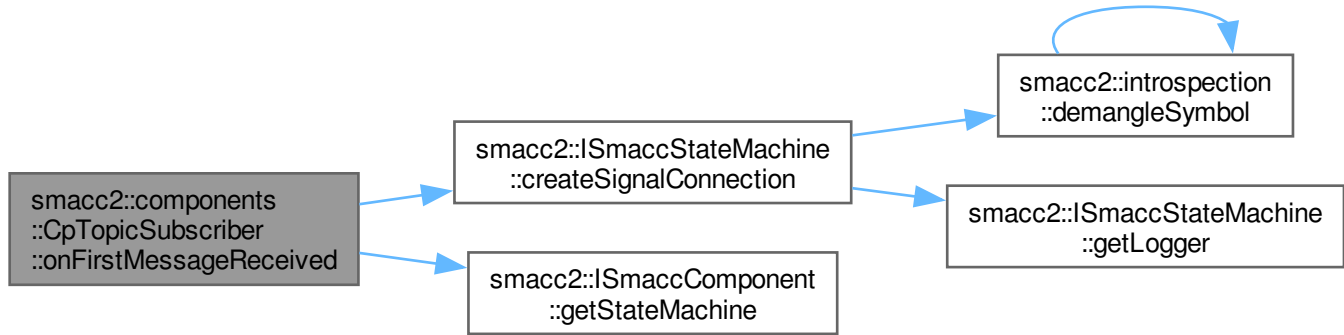 smacc2::components
::CpTopicSubscriber
::onFirstMessageReceived
smacc2::ISmaccStateMachine
::createSignalConnection
smacc2::ISmaccComponent
::getStateMachine
smacc2::introspection
::demangleSymbol
smacc2::ISmaccStateMachine
::getLogger